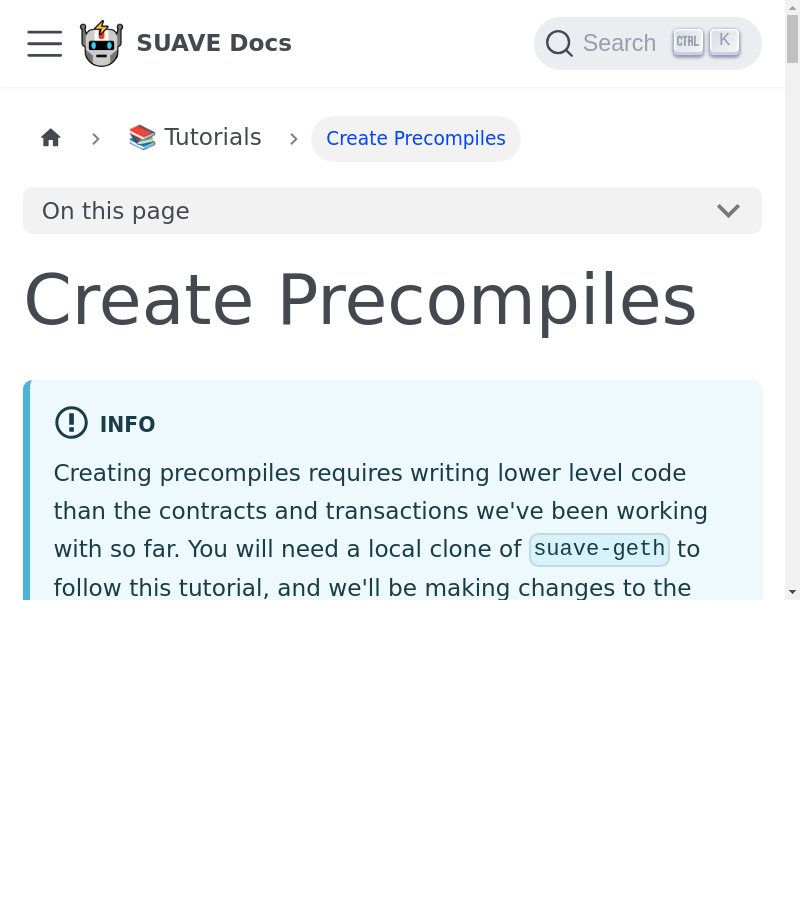 SUAVE Docs
Search CTRL K
📚 Tutorials
Create Precompiles
On this page
Create Precompiles
INFO
Creating precompiles requires writing lower level code
than the contracts and transactions we've been working
with so far. You will need a local clone of suave-geth to
follow this tutorial, and we'll be making changes to the